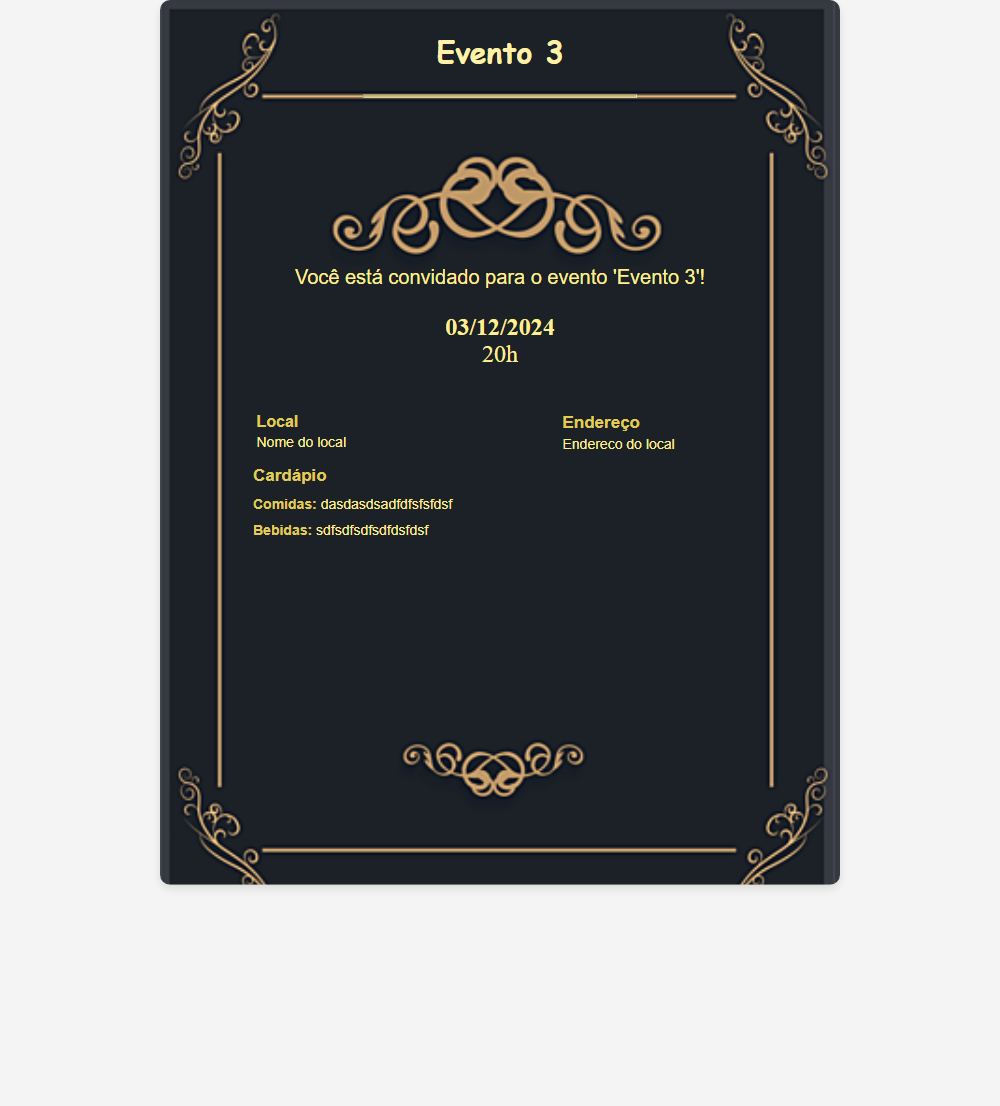 Evento 3
Você está convidado para o evento 'Evento 3'!
03/12/2024
20h
Local
Nome do local
Endereço
Endereco do local
Cardápio
Comidas: dasdasdsadfdfsfsfdsf
Bebidas: sdfsdfsdfsdfdsfdsf